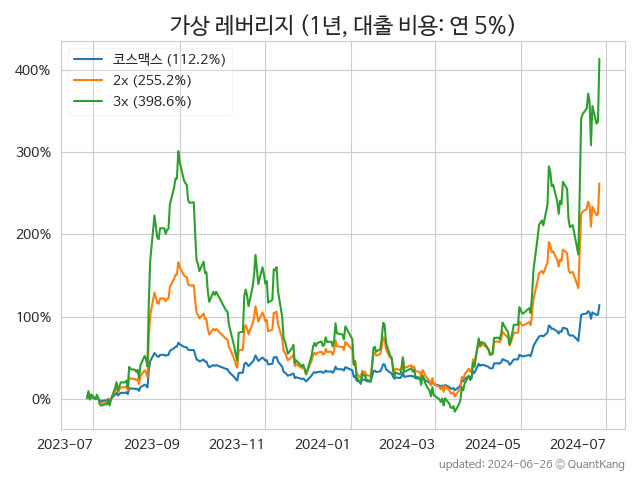 가상 레버리지 (1년, 대출 비용: 연 5%)
코스맥스 (112.2%)
2x (255.2%)
3x (398.6%)
400%
300%
200%
100%
0%
2023-07 2023-09 2023-11 2024-01 2024-03 2024-05 2024-07
updated: 2024-06-26 © QuantKang